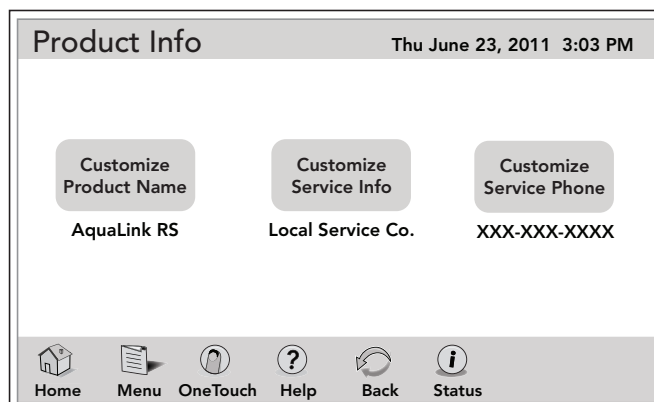 Product Info
Thu June 23, 2011 3:03 PM
Customize
Product Name
Customize
Service Info
Customize
Service Phone
AquaLink RS
Local Service Co.
XXX-XXX-XXXX
?
i
Home
Menu
OneTouch
Help
Back
Status